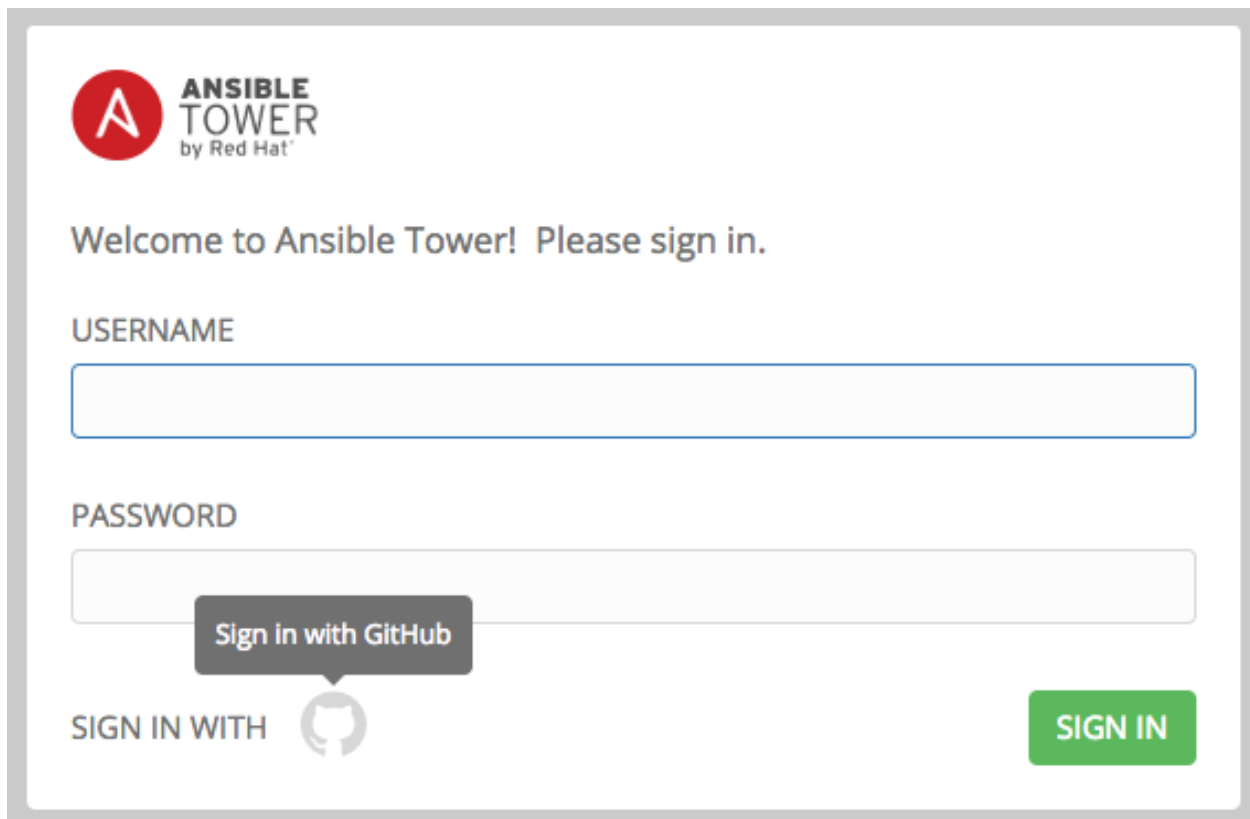 ANSIBLE
TOWER
by Red Hat
Welcome to Ansible Tower! Please sign in.
USERNAME
PASSWORD
Sign in with GitHub
SIGN IN WITH
SIGN IN